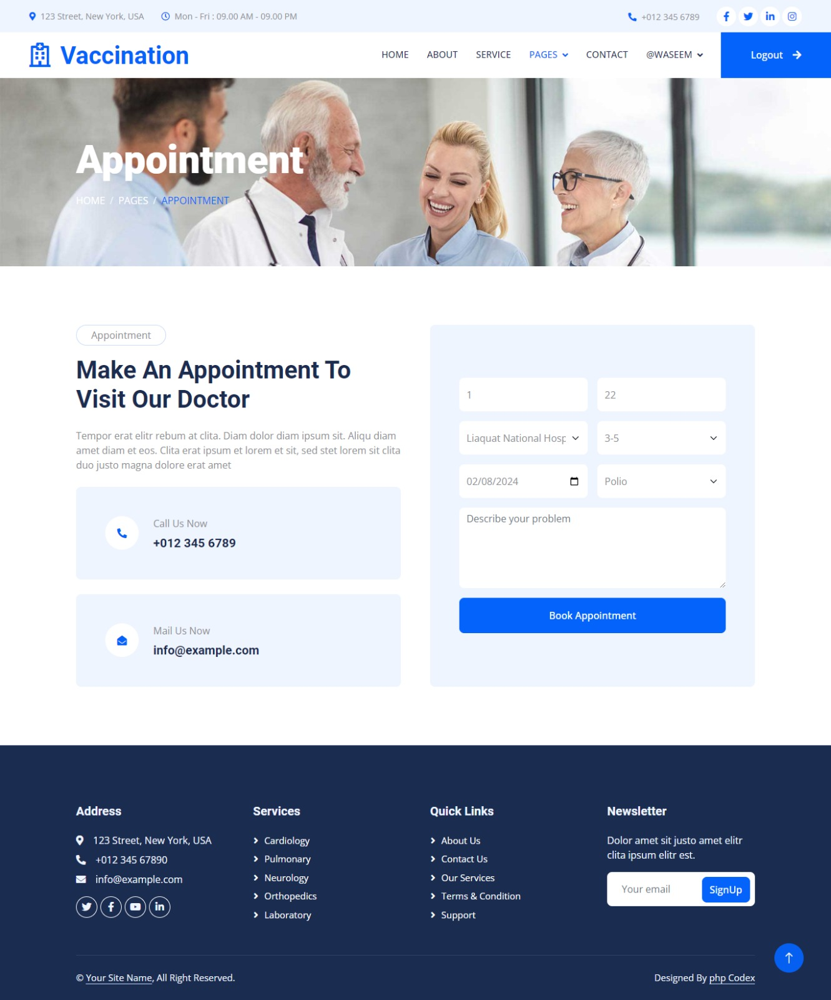 123 Street, New York, USA
Mon - Fri : 09.00 AM - 09.00 PM
+012 345 6789
Vaccination
HOME
ABOUT
SERVICE
PAGES
CONTACT
@WASEEM
Logout
Appointment
HOME / PAGES / APPOINTMENT
Appointment
Make An Appointment To
Visit Our Doctor
Tempor erat elitr rebum at clita. Diam dolor diam ipsum sit. Aliqu diam
amet diam et eos. Clita erat ipsum et lorem et sit, sed stet lorem sit clita
duo justo magna dolore erat amet
Call Us Now
+012 345 6789
Mail Us Now
info@example.com
1
22
Liaquat National Hosp
3-5
02/08/2024
Polio
Describe your problem
Book Appointment
Address
123 Street, New York, USA
+012 345 67890
info@example.com
Services
Cardiology
Pulmonary
Neurology
Orthopedics
Laboratory
Quick Links
About Us
Contact Us
Our Services
Terms & Condition
Support
Newsletter
Dolor amet sit justo amet elitr
clita ipsum elitr est.
Your email
SignUp
© Your Site Name, All Right Reserved.
Designed By php Codex